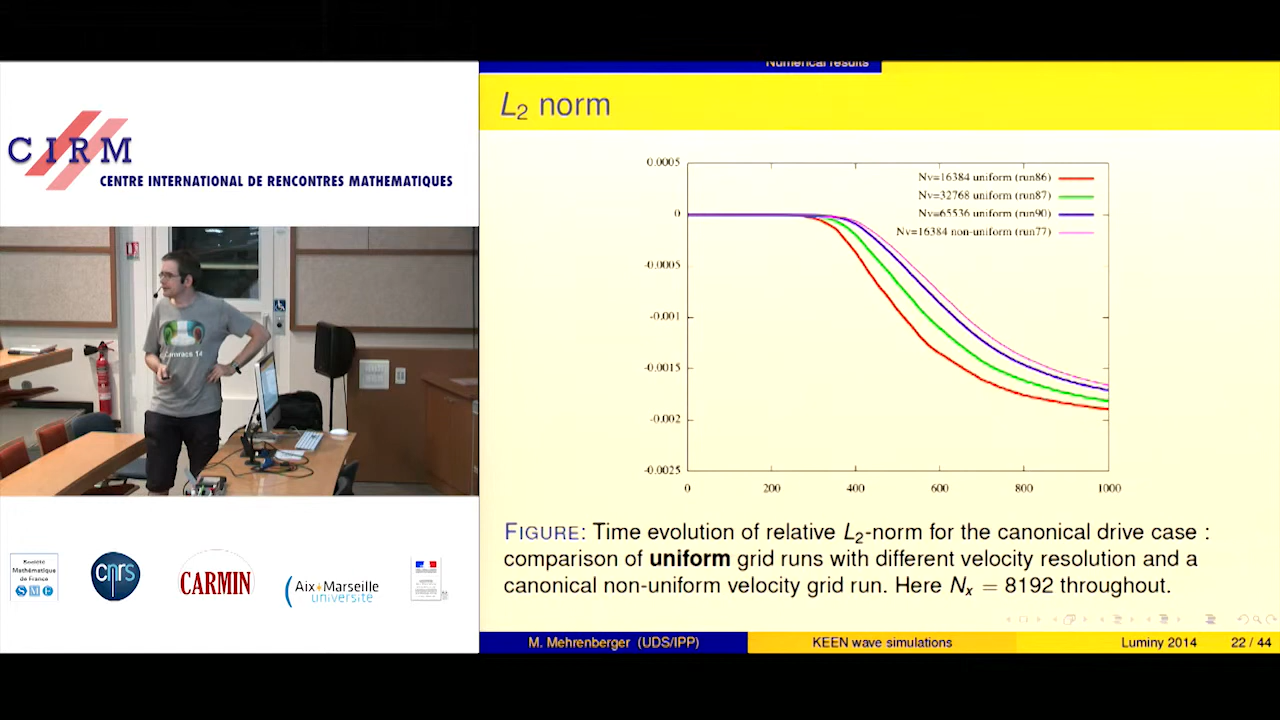 Numerical results
L2 norm
CIRM
CENTRE INTERNATIONAL DE RENCONTRES MATHEMATIQUES
0.0005
0
-0.0005
-0.001
-0.0015
-0.002
-0.0025
0 200 400 600 800 1000
Nv=16384 uniform (run86)
Nv=32768 uniform (run87)
Nv=65536 uniform (run90)
Nv=16384 non-uniform (run77)
Camracs 14
FIGURE: Time evolution of relative L2-norm for the canonical drive case :
comparison of uniform grid runs with different velocity resolution and a
canonical non-uniform velocity grid run. Here Nx = 8192 throughout.
Société
Mathématique
de France
SMF
cnrs
CARMIN
Aix*Marseille
université
M. Mehrenberger (UDS/IPP) KEEN wave simulations Luminy 2014 22 / 44